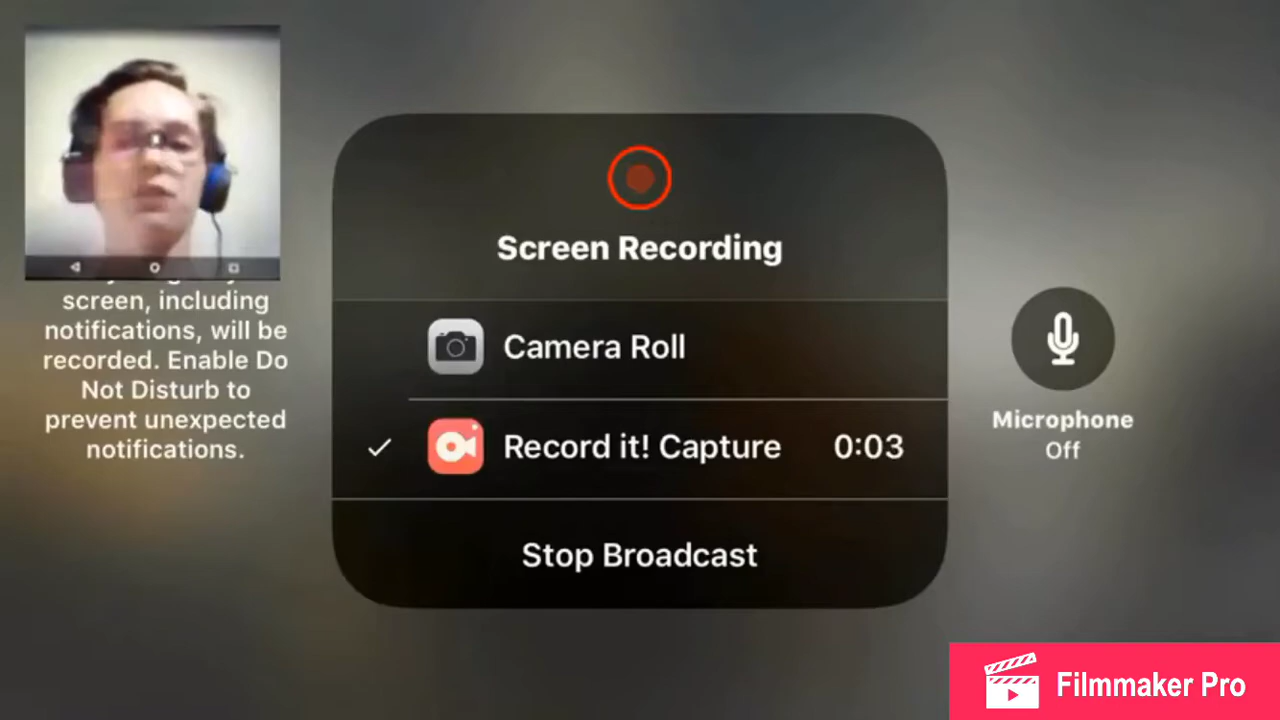 screen, including
notifications, will be
recorded. Enable Do
Not Disturb to
prevent unexpected
notifications.
Screen Recording
Camera Roll
Record it! Capture 0:03
Stop Broadcast
Microphone
Off
Filmmaker Pro